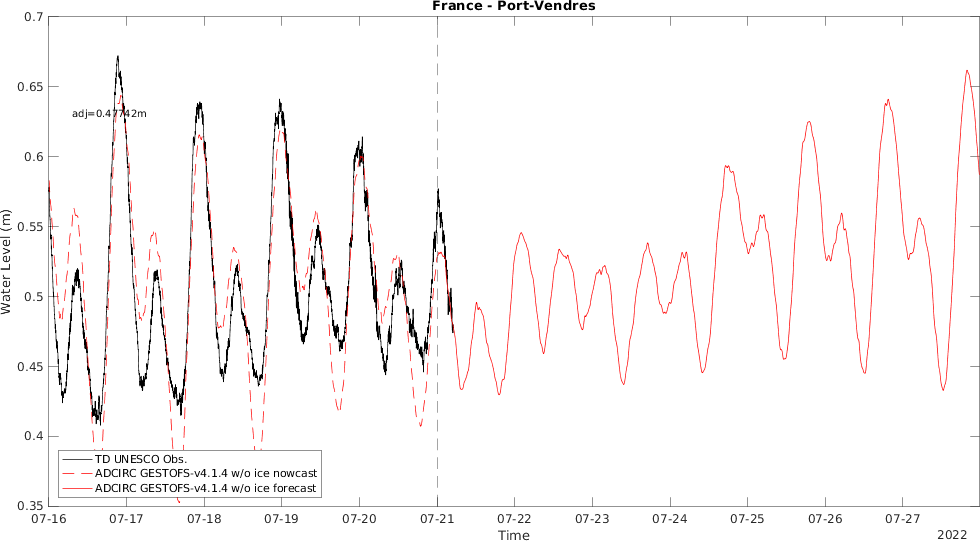 France - Port-Vendres
0.7
0.65
adj=0.47742m
0.6
0.55
Water Level (m)
0.5
0.45
0.4
TD UNESCO Obs.
ADCIRC GESTOFS-v4.1.4 w/o ice nowcast
ADCIRC GESTOFS-v4.1.4 w/o ice forecast
0.35
07-16 07-17 07-18 07-19 07-20 07-21 07-22 07-23 07-24 07-25 07-26 07-27
Time
2022